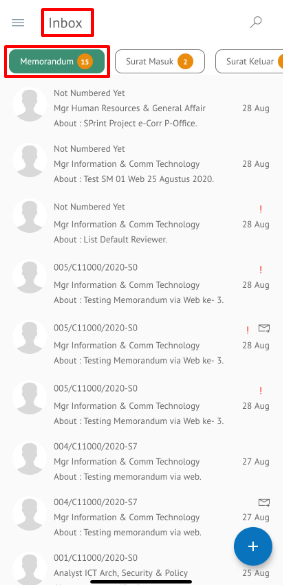 Inbox
Memorandum 15 Surat Masuk 2 Surat Keluar
Not Numbered Yet
Mgr Human Resources & General Affair 28 Aug
About : SPrint Project e-Corr P-Office.
Not Numbered Yet
Mgr Information & Comm Technology 28 Aug
About : Test SM 01 Web 25 Agustus 2020.
Not Numbered Yet !
Mgr Information & Comm Technology 28 Aug
About : List Default Reviewer.
005/C11000/2020-S0 !
Mgr Information & Comm Technology 28 Aug
About : Testing Memorandum via Web ke- 3.
005/C11000/2020-S0 !
Mgr Information & Comm Technology 28 Aug
About : Testing Memorandum via Web ke- 3.
005/C11000/2020-S0 !
Mgr Information & Comm Technology 28 Aug
About : Testing Memorandum via Web ke- 3.
004/C11000/2020-S7
Mgr Information & Comm Technology 27 Aug
About : Testing memorandum via web.
004/C11000/2020-S7
Mgr Information & Comm Technology 27 Aug
About : Testing memorandum via web.
001/C11000/2020-S0
Analyst ICT Arch, Security & Policy 25 Aug